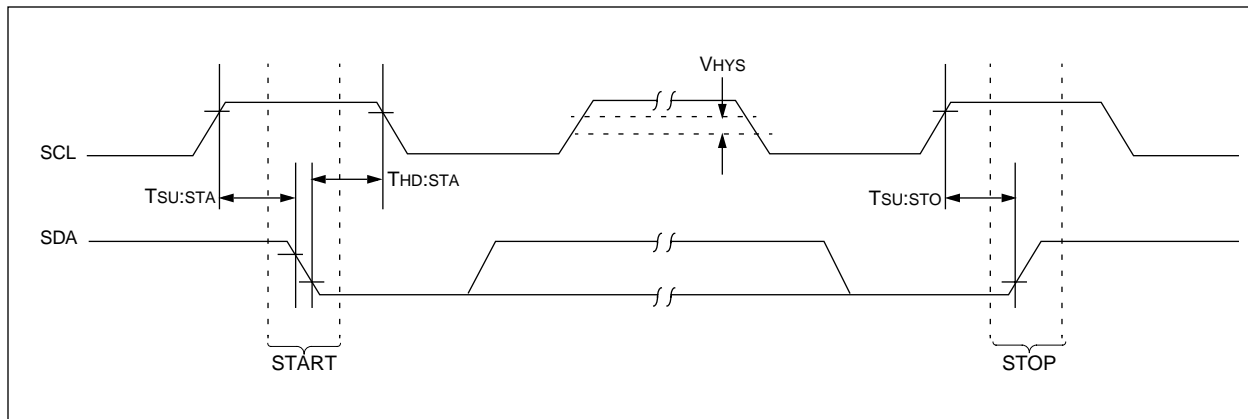 VHYS
SCL
TSU:STA
THD:STA
TSU:STO
SDA
START
STOP